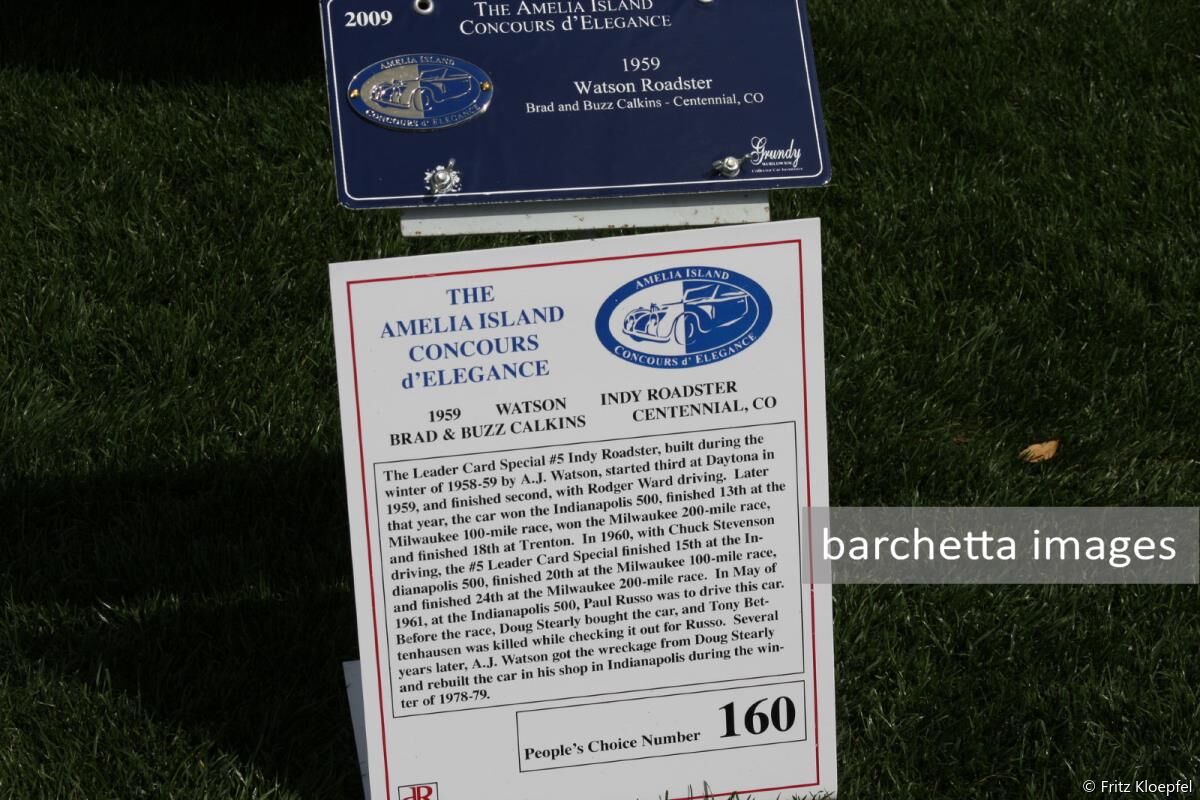 2009
The Amelia Island
Concours d'Elegance
AMELIA ISLAND
CONCOURS d' ELEGANCE
1959
Watson Roadster
Brad and Buzz Calkins - Centennial, CO
Grundy
THE
AMELIA ISLAND
CONCOURS
d'ELEGANCE
AMELIA ISLAND
CONCOURS d' ELEGANCE
1959 WATSON INDY ROADSTER
BRAD & BUZZ CALKINS CENTENNIAL, CO
The Leader Card Special #5 Indy Roadster, built during the
winter of 1958-59 by A.J. Watson, started third at Daytona in
1959, and finished second, with Rodger Ward driving. Later
that year, the car won the Indianapolis 500, finished 13th at the
Milwaukee 100-mile race, won the Milwaukee 200-mile race,
and finished 18th at Trenton. In 1960, with Chuck Stevenson
driving, the #5 Leader Card Special finished 15th at the In-
dianapolis 500, finished 20th at the Milwaukee 100-mile race,
and finished 24th at the Milwaukee 200-mile race. In May of
1961, at the Indianapolis 500, Paul Russo was to drive this car.
Before the race, Doug Stearly bought the car, and Tony Bet-
tenhausen was killed while checking it out for Russo. Several
years later, A.J. Watson got the wreckage from Doug Stearly
and rebuilt the car in his shop in Indianapolis during the win-
ter of 1978-79.
People's Choice Number 160
barchetta images
© Fritz Kloepfel